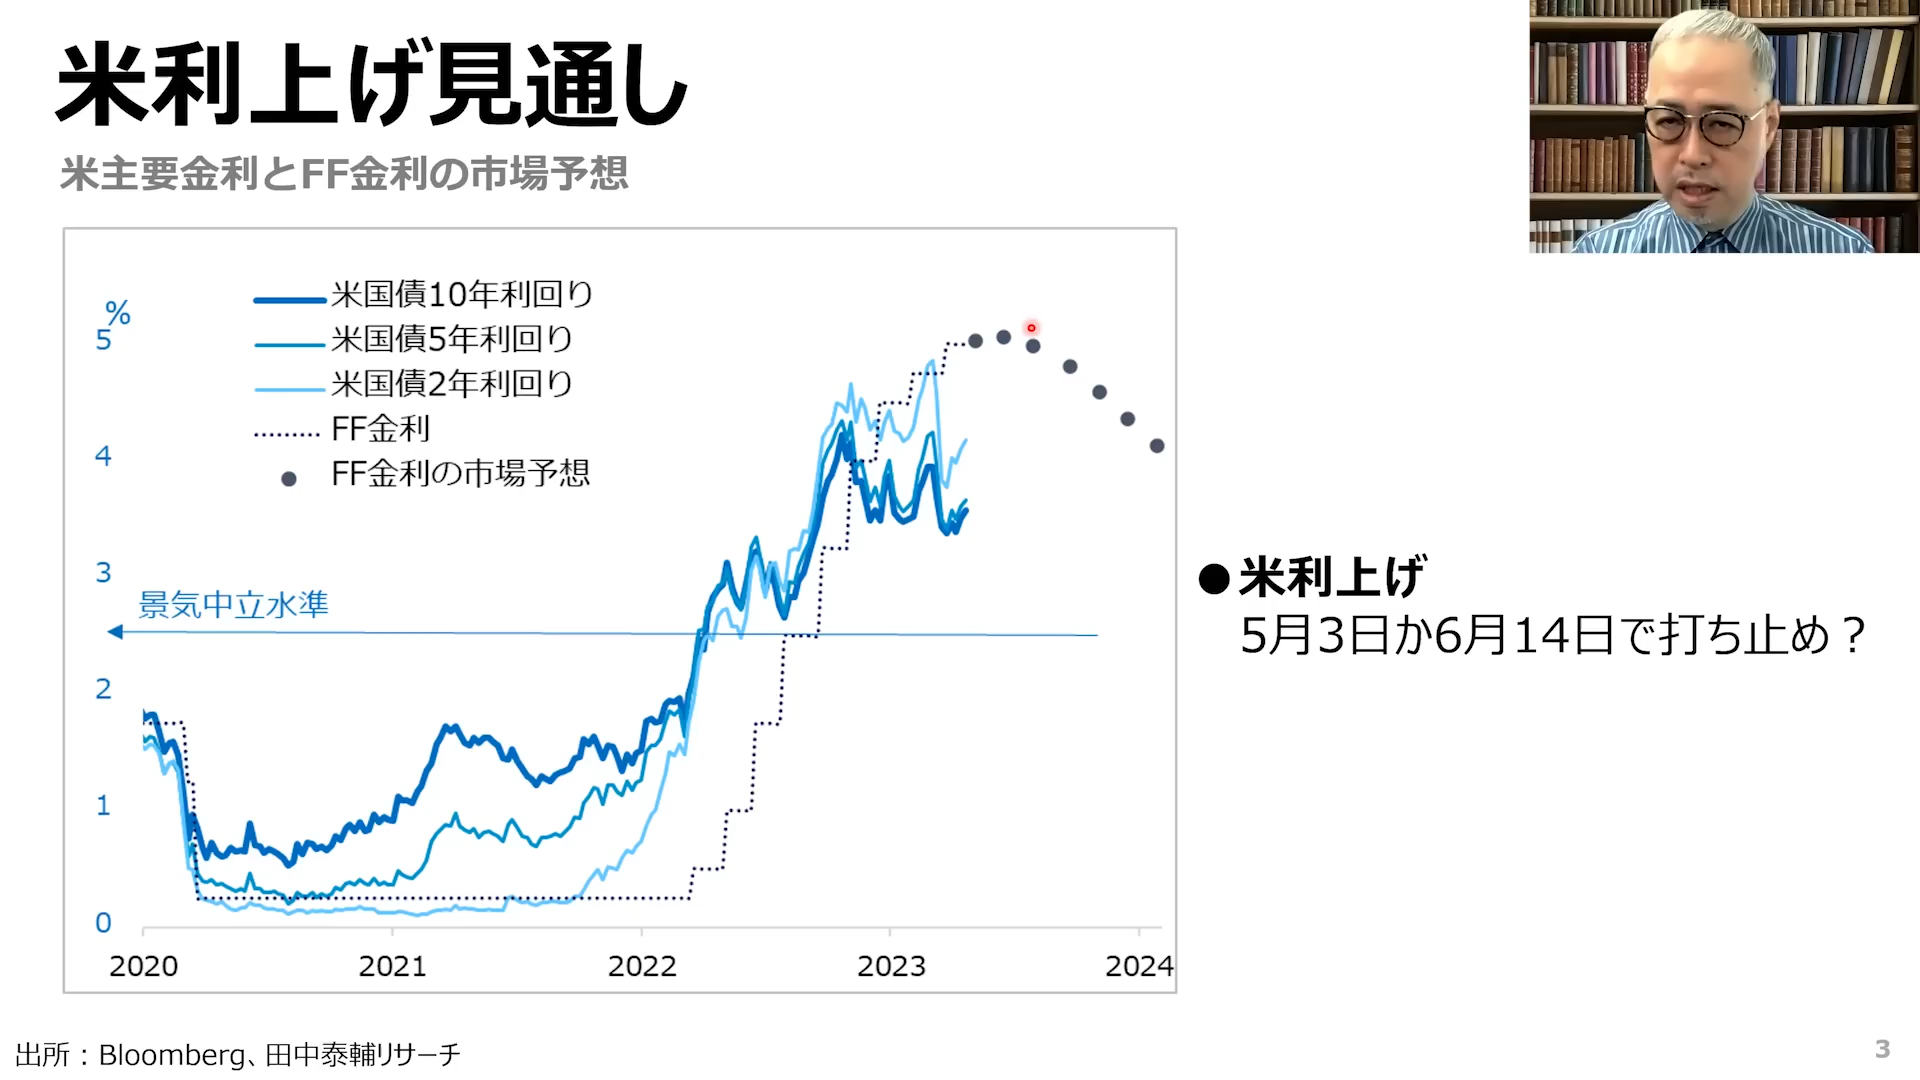 米利上げ見通し
米主要金利とFF金利の市場予想
%
米国債10年利回り
米国債5年利回り
米国債2年利回り
FF金利
FF金利の市場予想
5
4
3
2
1
0
景気中立水準
2020 2021 2022 2023 2024
●米利上げ
5月3日か6月14日で打ち止め？
出所：Bloomberg、田中泰輔リサーチ
3